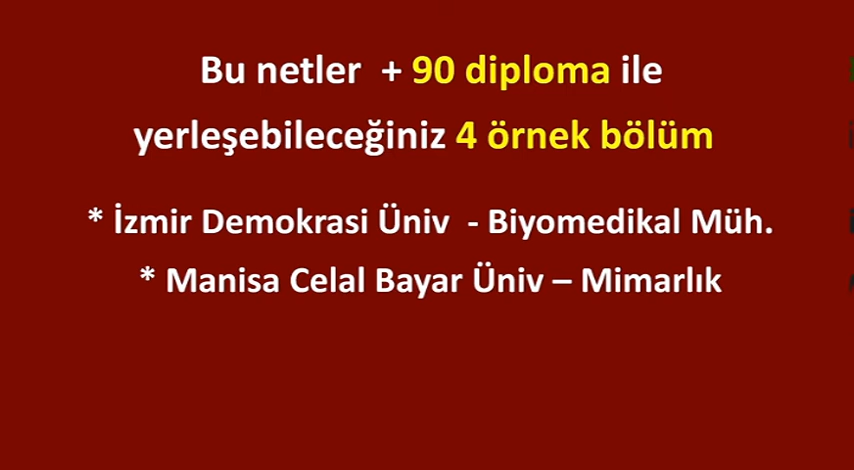 Bu netler + 90 diploma ile
yerleşebileceğiniz 4 örnek bölüm
* İzmir Demokrasi Üniv - Biyomedikal Müh.
* Manisa Celal Bayar Üniv – Mimarlık